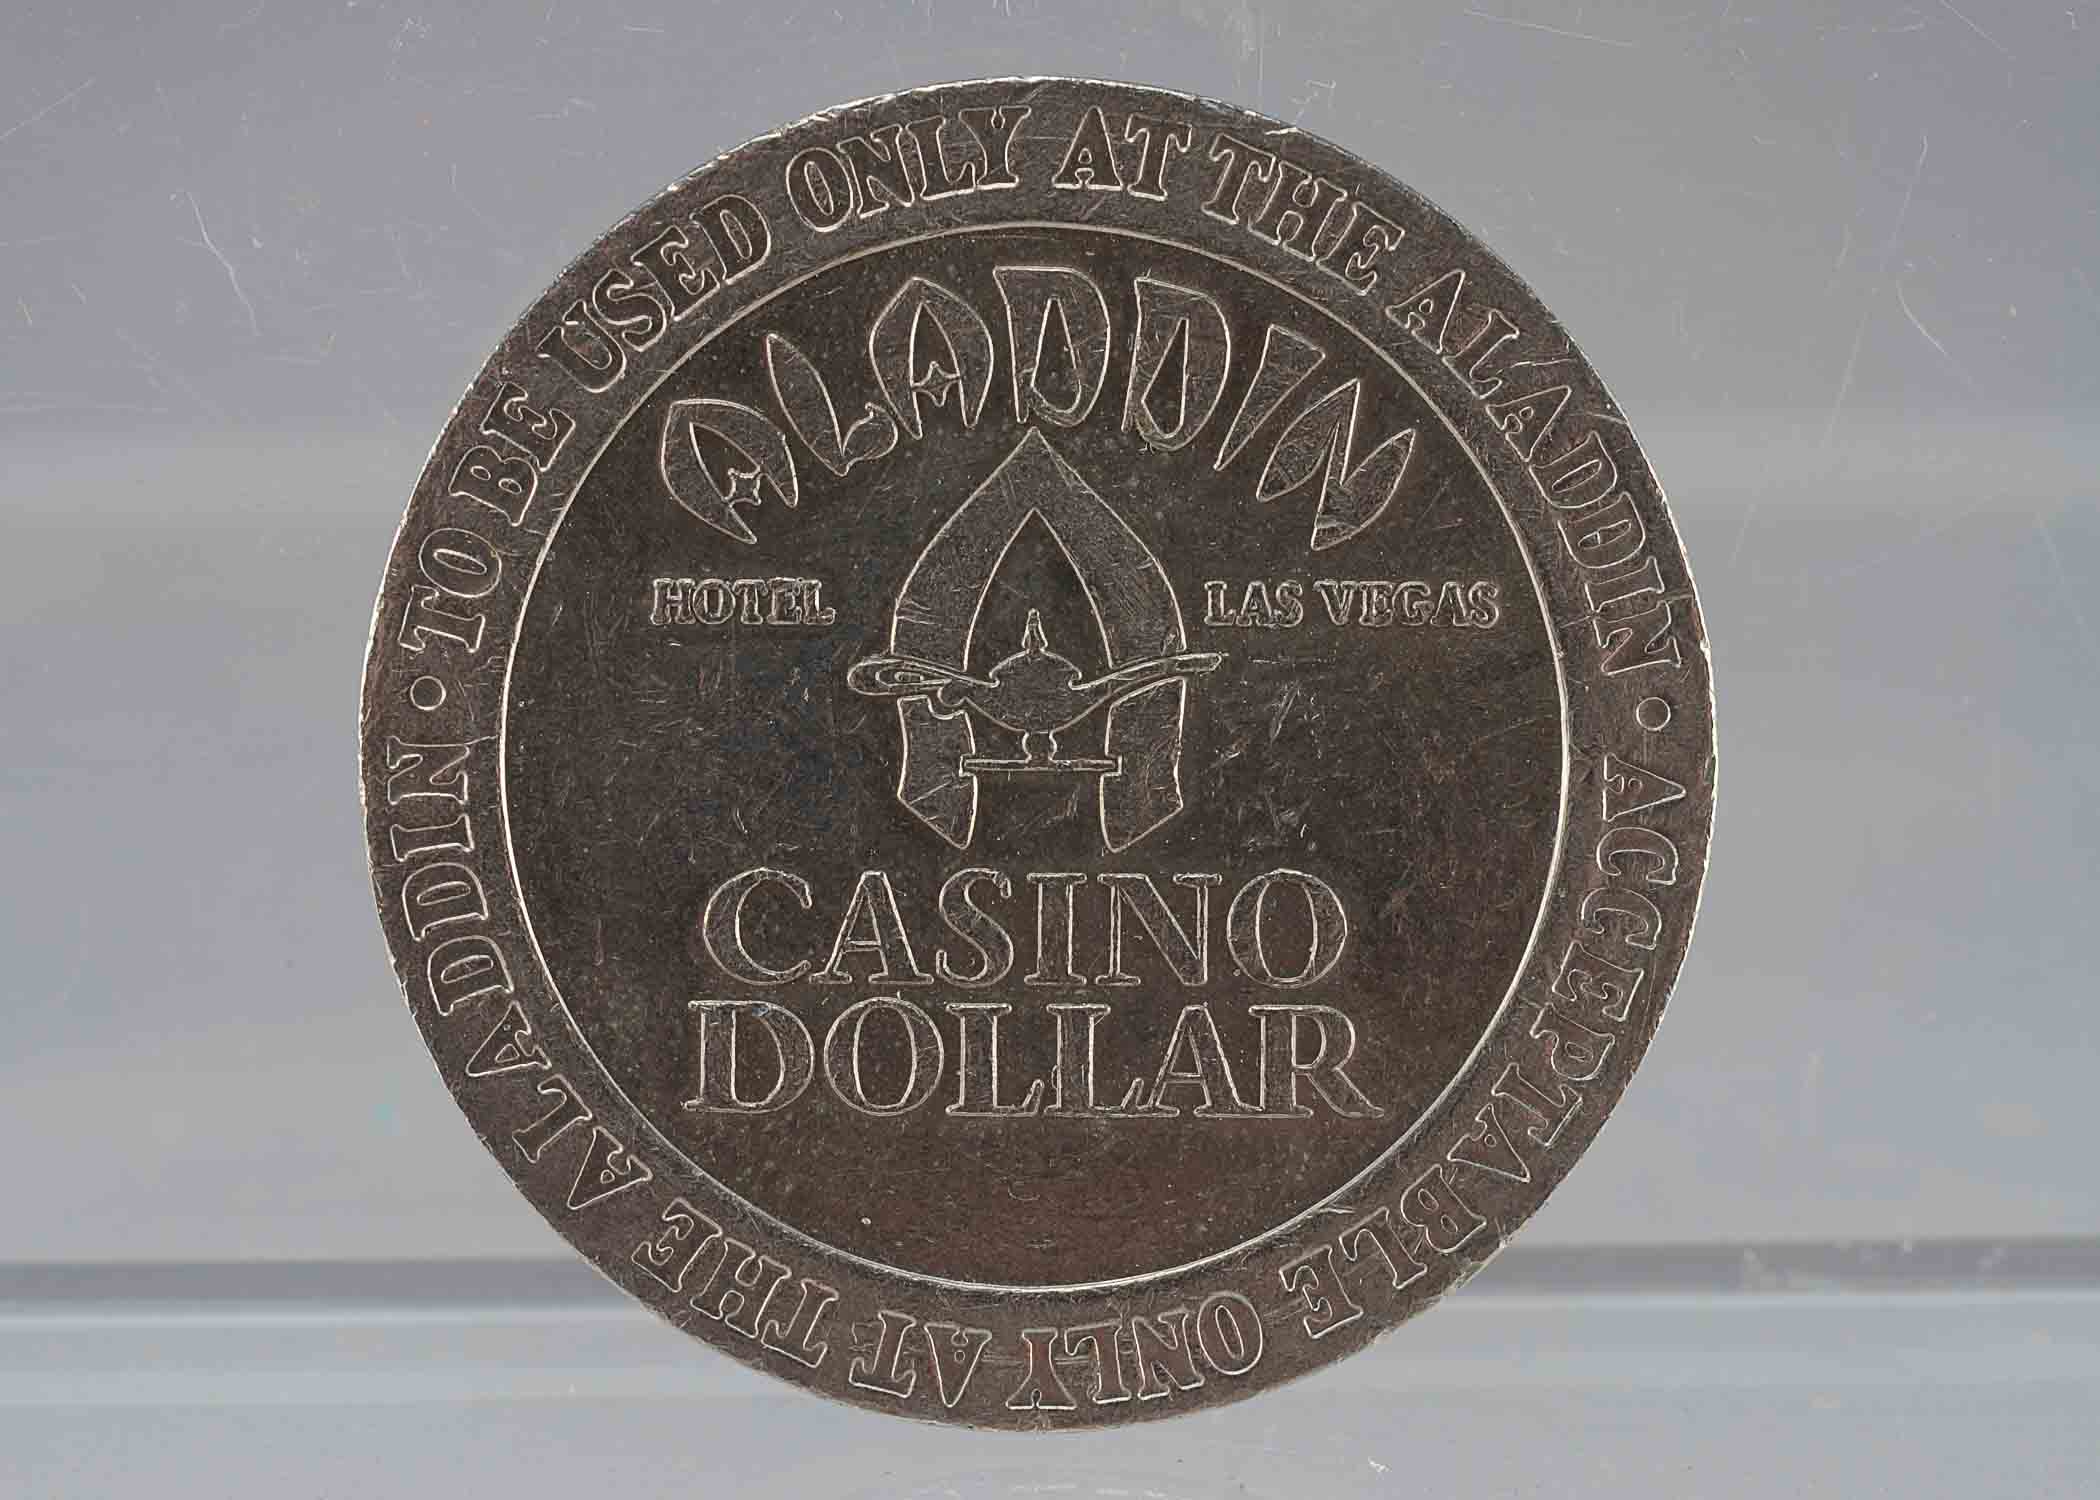 TO BE USED ONLY AT THE ALADDIN • ACCEPTABLE ONLY AT THE ALADDIN •
ALADDIN
HOTEL LAS VEGAS
CASINO
DOLLAR